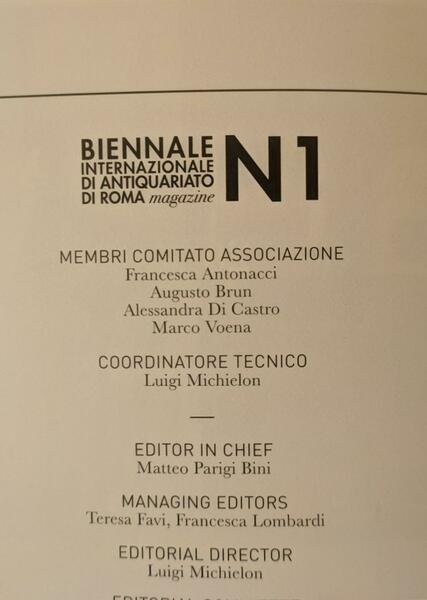 BIENNALE
INTERNAZIONALE
DI ANTIQUARIATO
DI ROMA magazine
N1
MEMBRI COMITATO ASSOCIAZIONE
Francesca Antonacci
Augusto Brun
Alessandra Di Castro
Marco Voena
COORDINATORE TECNICO
Luigi Michielon
EDITOR IN CHIEF
Matteo Parigi Bini
MANAGING EDITORS
Teresa Favi, Francesca Lombardi
EDITORIAL DIRECTOR
Luigi Michielon